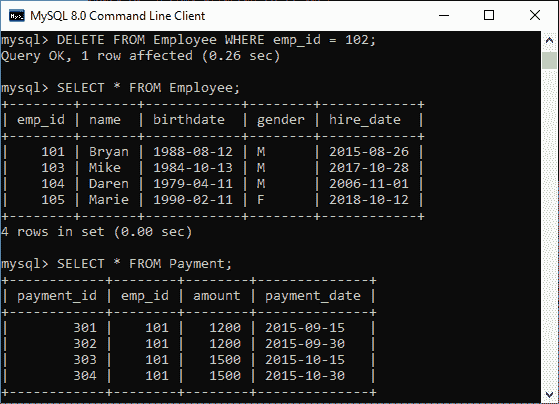 MySQL 8.0 Command Line Client
mysql> DELETE FROM Employee WHERE emp_id = 102;
Query OK, 1 row affected (0.26 sec)
mysql> SELECT * FROM Employee;
+--------+-------+------------+--------+------------+
| emp_id | name  | birthdate  | gender | hire_date  |
+--------+-------+------------+--------+------------+
|    101 | Bryan | 1988-08-12 | M      | 2015-08-26 |
|    103 | Mike  | 1984-10-13 | M      | 2017-10-28 |
|    104 | Daren | 1979-04-11 | M      | 2006-11-01 |
|    105 | Marie | 1990-02-11 | F      | 2018-10-12 |
+--------+-------+------------+--------+------------+
4 rows in set (0.00 sec)
mysql> SELECT * FROM Payment;
+------------+--------+--------+--------------+
| payment_id | emp_id | amount | payment_date |
+------------+--------+--------+--------------+
|        301 |    101 |   1200 | 2015-09-15   |
|        302 |    101 |   1200 | 2015-09-30   |
|        303 |    101 |   1500 | 2015-10-15   |
|        304 |    101 |   1500 | 2015-10-30   |
+------------+--------+--------+--------------+